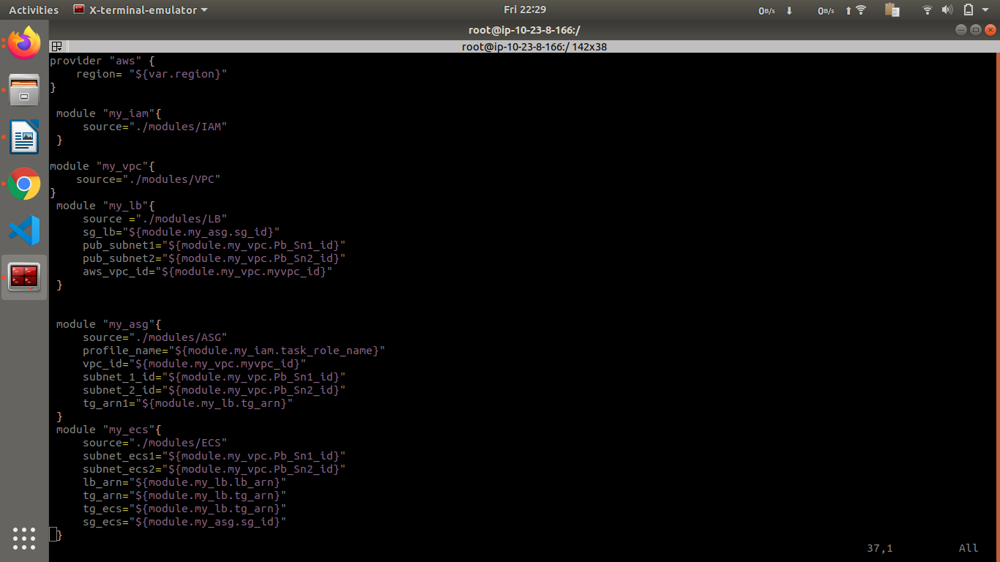 Activities
X-terminal-emulator
Fri 22:29
0B/s
0B/s
root@ip-10-23-8-166:/
root@ip-10-23-8-166:/ 142x38
provider "aws" {
    region= "${var.region}"
}
 module "my_iam"{
     source="./modules/IAM"
 }
module "my_vpc"{
    source="./modules/VPC"
}
 module "my_lb"{
     source ="./modules/LB"
     sg_lb="${module.my_asg.sg_id}"
     pub_subnet1="${module.my_vpc.Pb_Sn1_id}"
     pub_subnet2="${module.my_vpc.Pb_Sn2_id}"
     aws_vpc_id="${module.my_vpc.myvpc_id}"
 }
 module "my_asg"{
     source="./modules/ASG"
     profile_name="${module.my_iam.task_role_name}"
     vpc_id="${module.my_vpc.myvpc_id}"
     subnet_1_id="${module.my_vpc.Pb_Sn1_id}"
     subnet_2_id="${module.my_vpc.Pb_Sn2_id}"
     tg_arn1="${module.my_lb.tg_arn}"
 }
 module "my_ecs"{
     source="./modules/ECS"
     subnet_ecs1="${module.my_vpc.Pb_Sn1_id}"
     subnet_ecs2="${module.my_vpc.Pb_Sn2_id}"
     lb_arn="${module.my_lb.lb_arn}"
     tg_arn="${module.my_lb.tg_arn}"
     tg_ecs="${module.my_lb.tg_arn}"
     sg_ecs="${module.my_asg.sg_id}"
 }
37,1
All